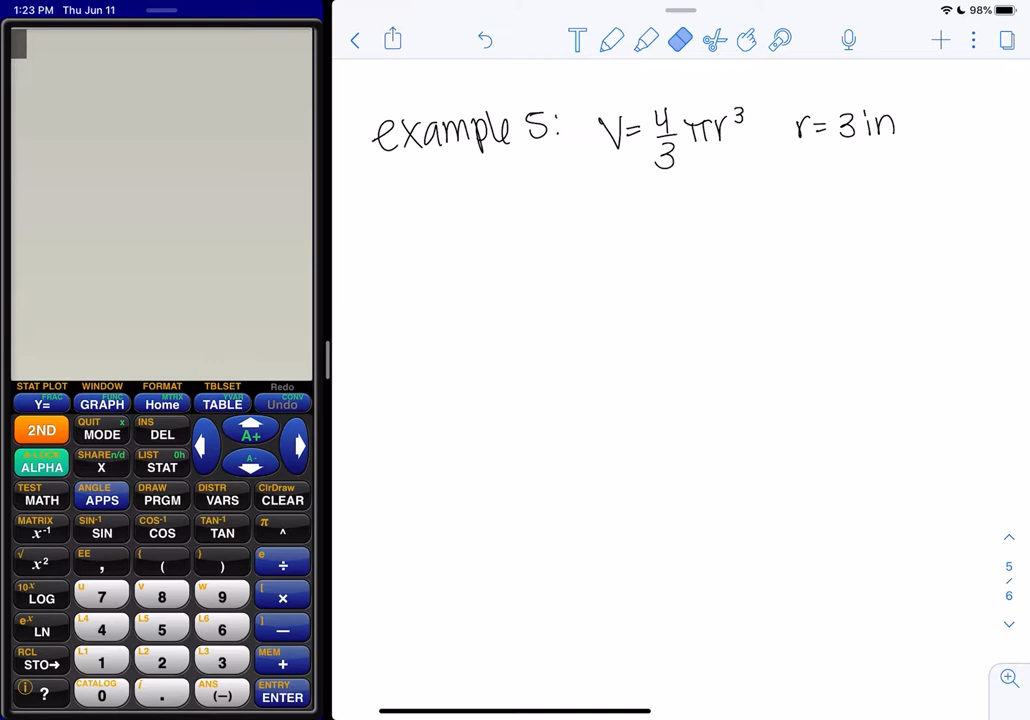 1:23 PM Thu Jun 11
98%
example 5: V = 4/3 πr³ r = 3 in
STAT PLOT WINDOW FORMAT TBLSET Redo
FRAC FUNC MTRX YVAR CONV
Y= GRAPH Home TABLE Undo
QUIT x INS
2ND MODE DEL A+
A-LOCK SHARE n/d LIST 0h A-
ALPHA X STAT
TEST ANGLE DRAW DISTR ClrDraw
MATH APPS PRGM VARS CLEAR
MATRIX SIN⁻¹ COS⁻¹ TAN⁻¹ π
x⁻¹ SIN COS TAN ^
√ EE { } e
x² , ( ) ÷
10ˣ u v w [
LOG 7 8 9 ×
eˣ L4 L5 L6 ]
LN 4 5 6 —
RCL L1 L2 L3 MEM
STO→ 1 2 3 +
CATALOG i ANS ENTRY
i ? 0 . (–) ENTER
5
/
6